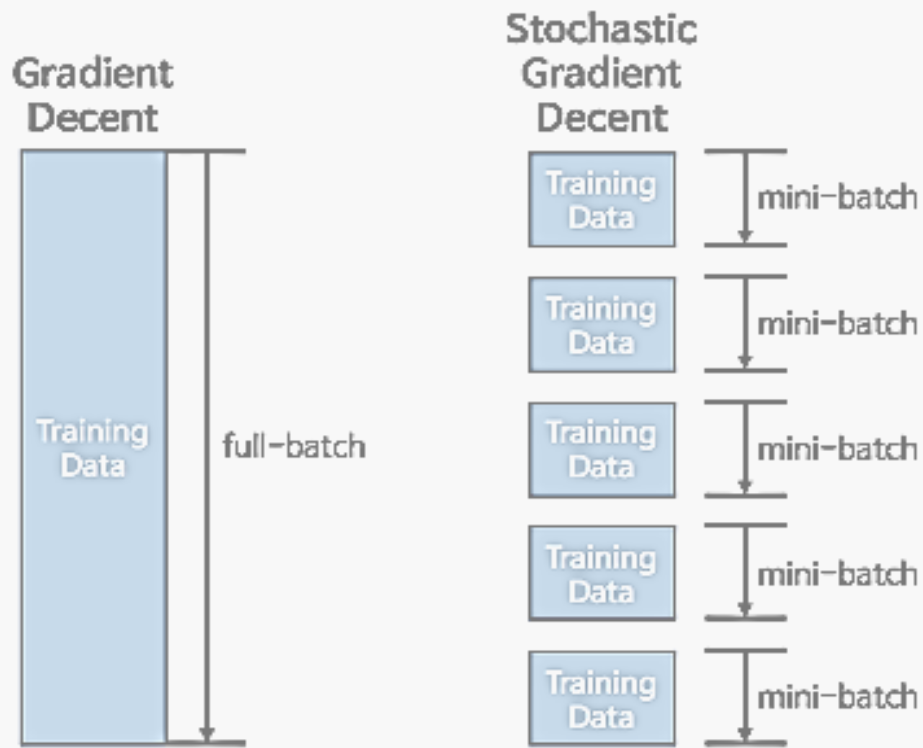 Gradient
Decent
Training
Data
full-batch
Stochastic
Gradient
Decent
Training
Data
mini-batch
Training
Data
mini-batch
Training
Data
mini-batch
Training
Data
mini-batch
Training
Data
mini-batch